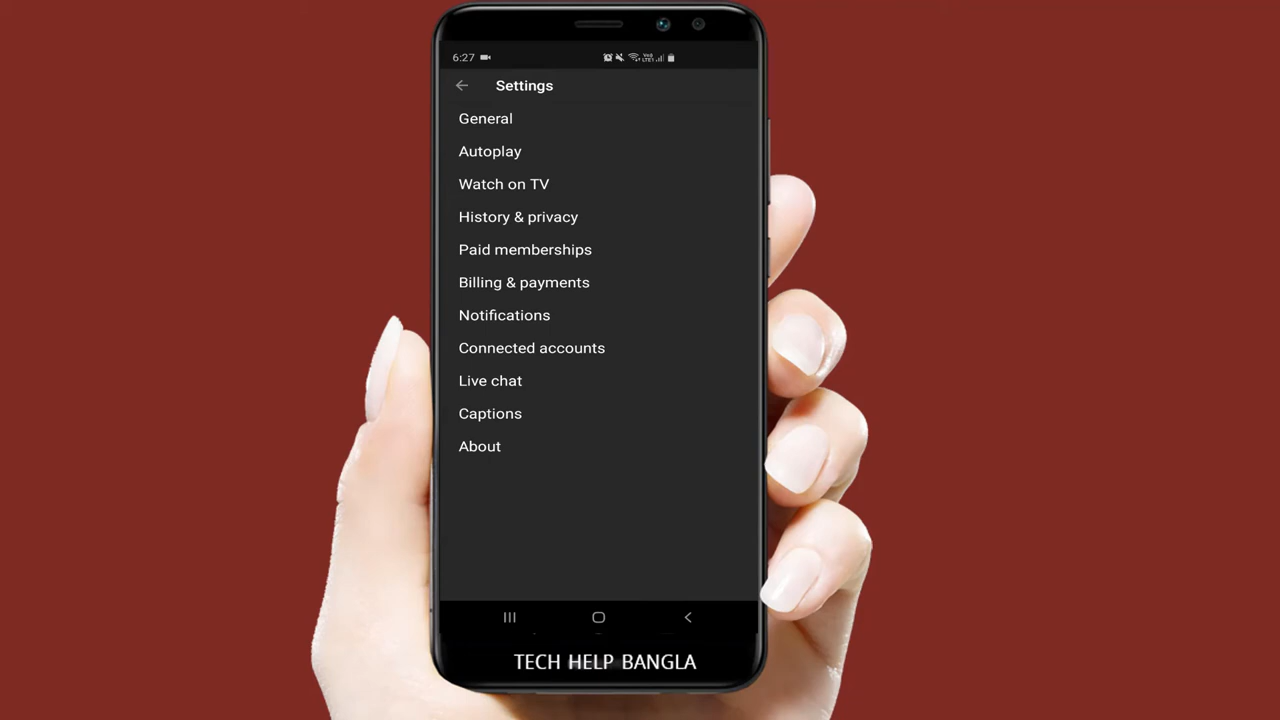 6:27
Settings
General
Autoplay
Watch on TV
History & privacy
Paid memberships
Billing & payments
Notifications
Connected accounts
Live chat
Captions
About
TECH HELP BANGLA